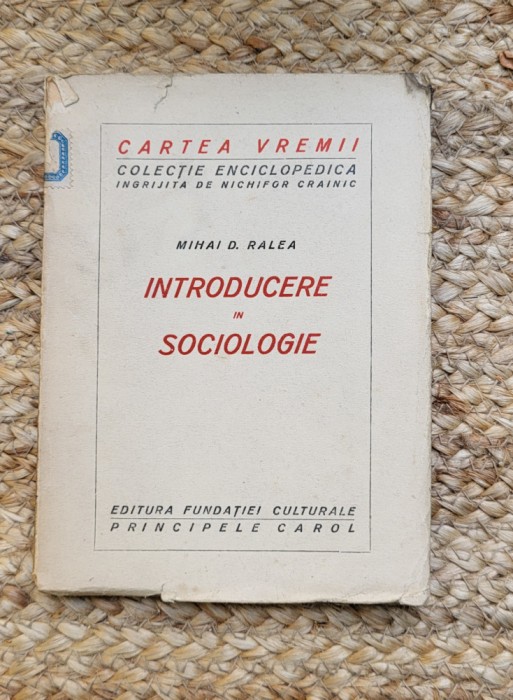 CARTEA VREMII
COLECȚIE ENCICLOPEDICA
INGRIJITA DE NICHIFOR CRAINIC
MIHAI D. RALEA
INTRODUCERE
IN
SOCIOLOGIE
EDITURA FUNDAȚIEI CULTURALE
PRINCIPELE CAROL